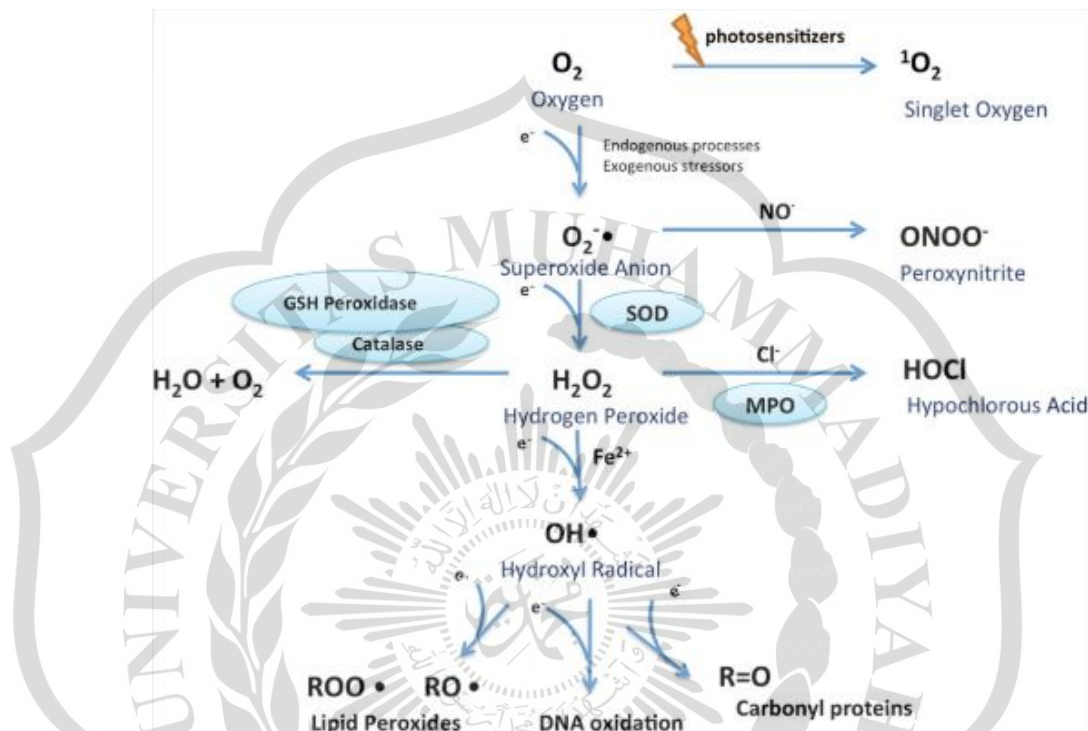 photosensitizers
O₂
¹O₂
Oxygen
Singlet Oxygen
e⁻
Endogenous processes
Exogenous stressors
NO⁻
O₂⁻•
ONOO⁻
Superoxide Anion
Peroxynitrite
e⁻
GSH Peroxidase
SOD
Catalase
Cl⁻
H₂O + O₂
H₂O₂
HOCl
MPO
Hydrogen Peroxide
Hypochlorous Acid
e⁻
Fe²⁺
OH•
Hydroxyl Radical
e⁻
e⁻
e⁻
ROO • RO •
R=O
Lipid Peroxides
DNA oxidation
Carbonyl proteins
UNIVERSITAS MUHAMMADIYAH